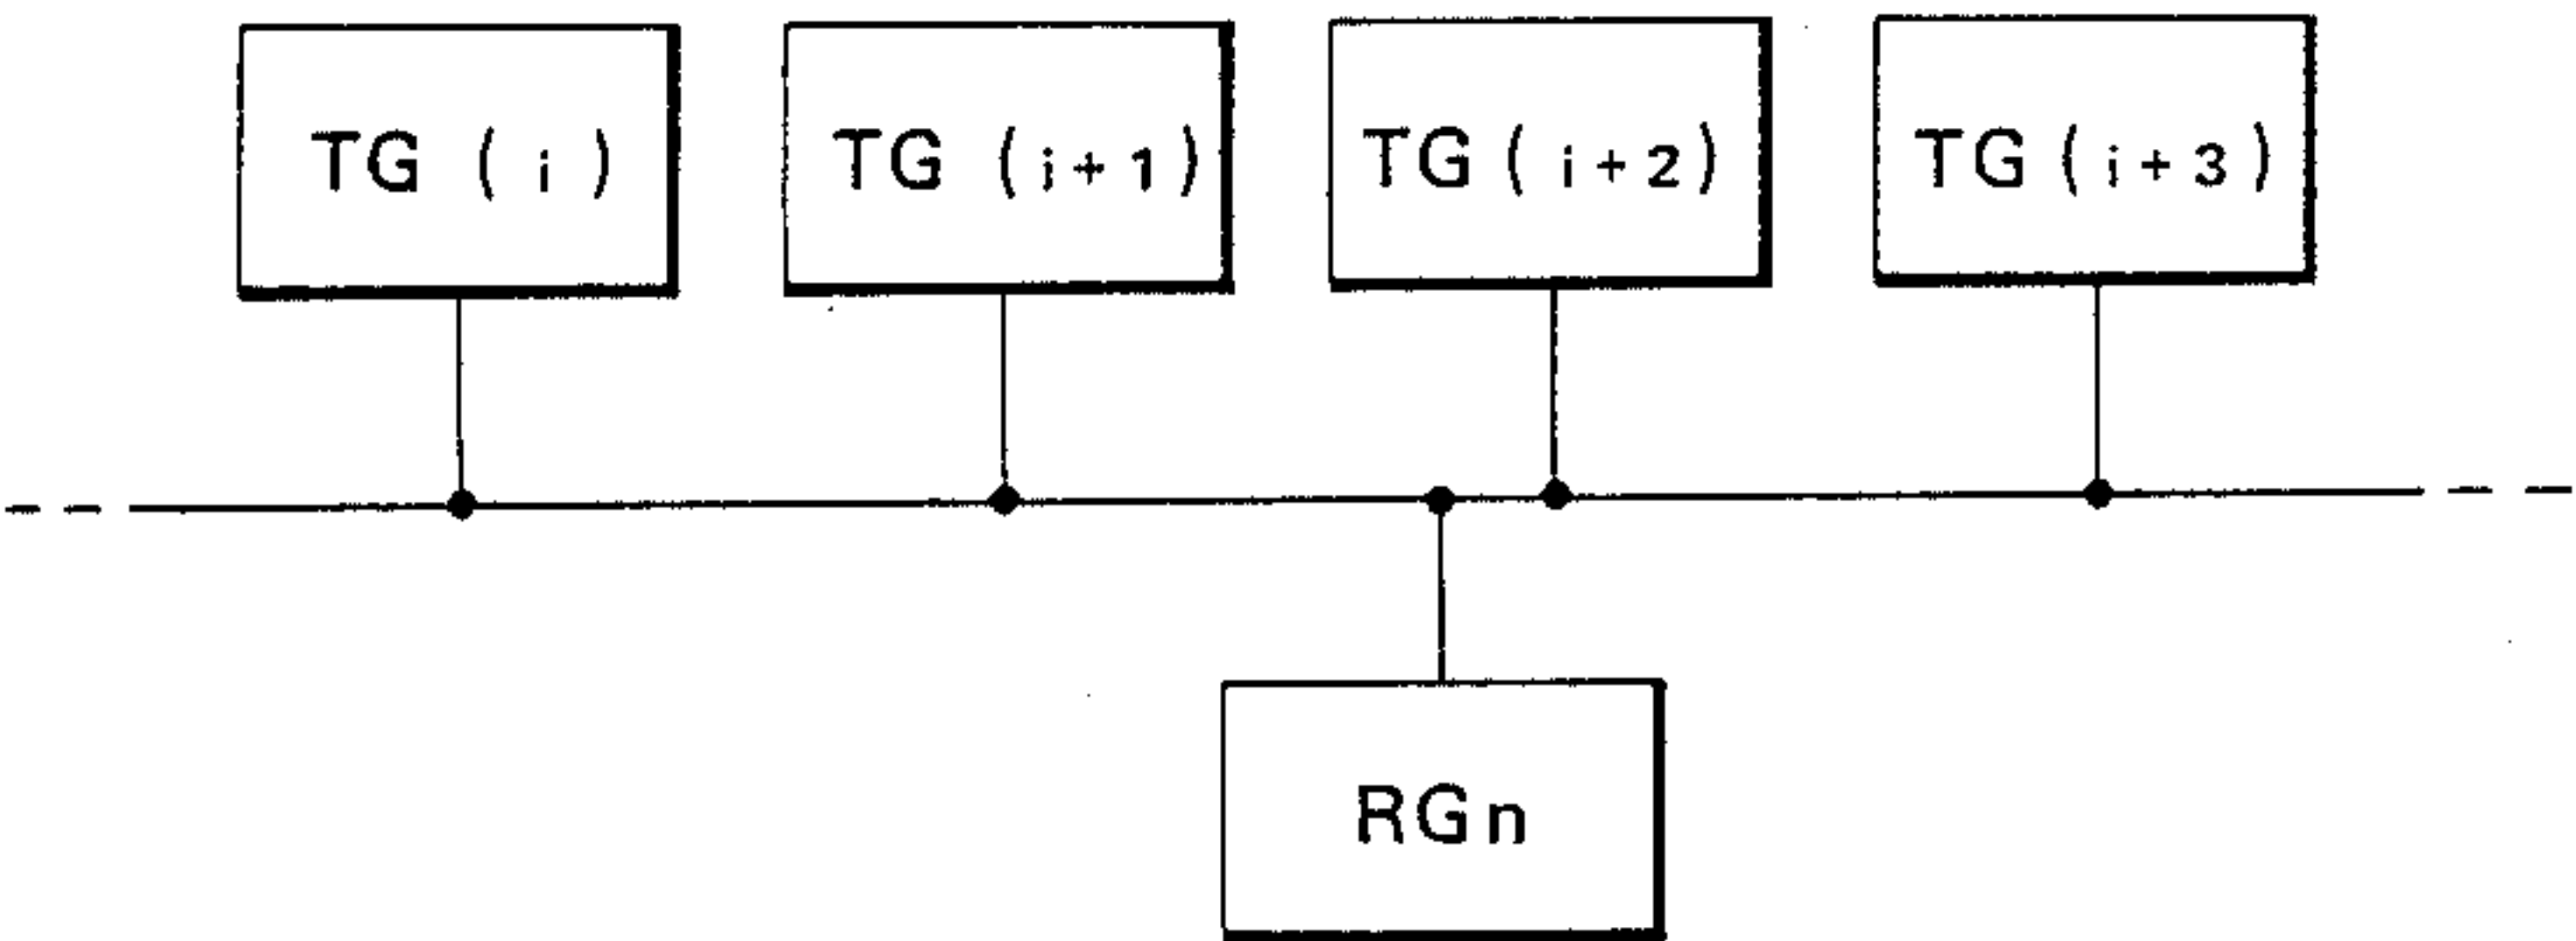 TG ( i )
TG ( i + 1 )
TG ( i + 2 )
TG ( i + 3 )
RGn